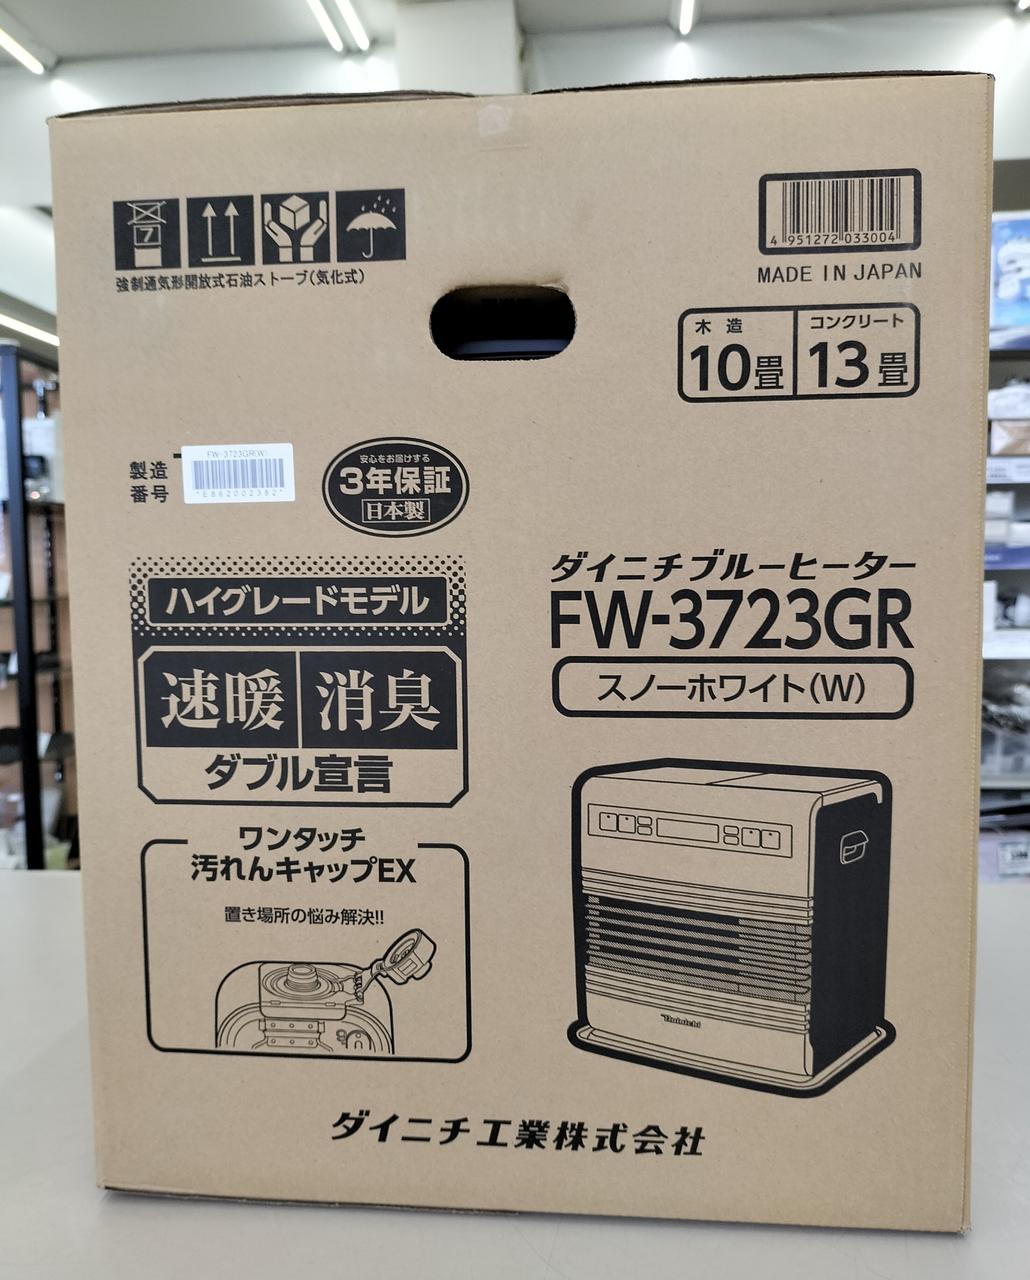 7
強制通気形開放式石油ストーブ(気化式)
4 951272 033004
MADE IN JAPAN
木造 コンクリート
10畳 13畳
製造
番号
FW-3723GR(W)
*E862002382*
安心をお届けする
3年保証
日本製
ハイグレードモデル
速暖 消臭
ダブル宣言
ダイニチブルーヒーター
FW-3723GR
スノーホワイト(W)
ワンタッチ
汚れんキャップEX
置き場所の悩み解決!!
Dainichi
ダイニチ工業株式会社